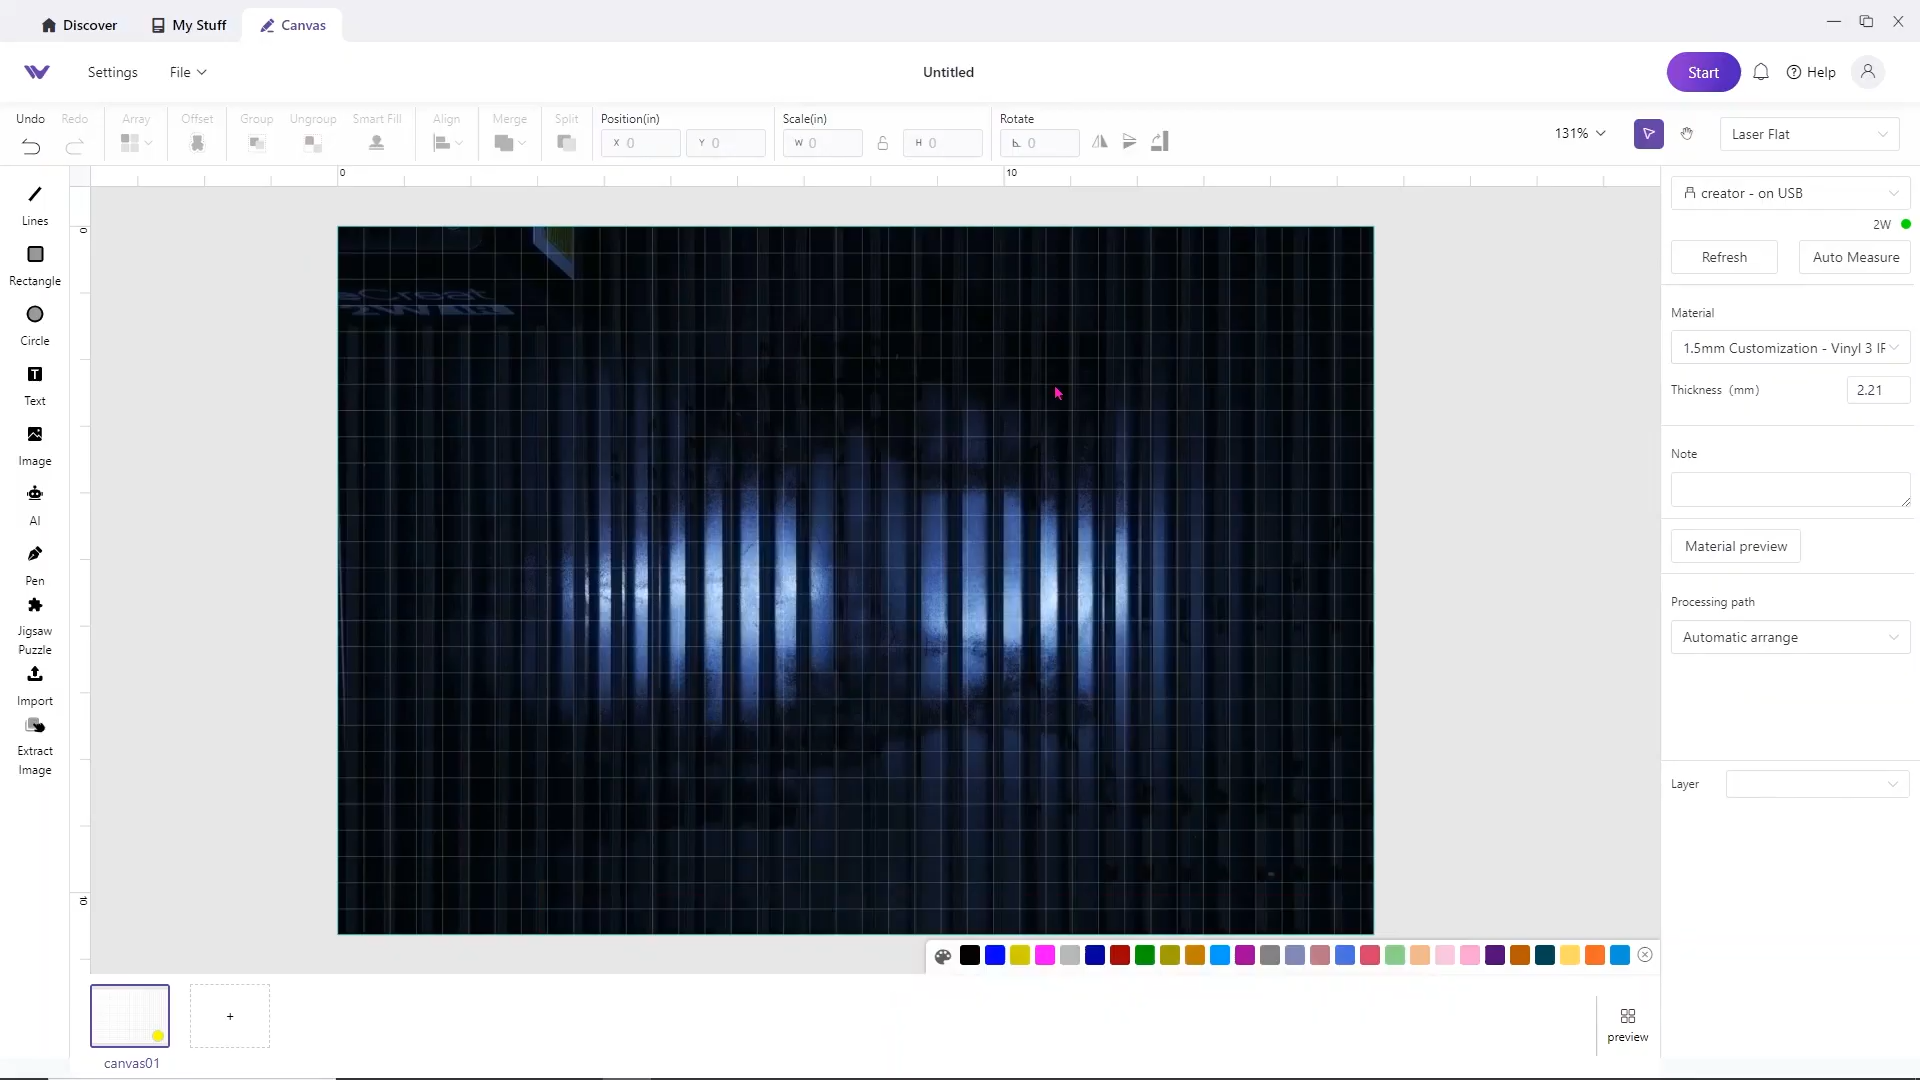 Discover
My Stuff
Canvas
Settings
File
Untitled
Start
Help
Undo
Redo
Array
Offset
Group
Ungroup
Smart Fill
Align
Merge
Split
Position(in)
X 0
Y 0
Scale(in)
W 0
H 0
Rotate
0
131%
Laser Flat
0
10
0
10
Lines
Rectangle
Circle
Text
Image
AI
Pen
Jigsaw
Puzzle
Import
Extract
Image
creator - on USB
2W
Refresh
Auto Measure
Material
1.5mm Customization - Vinyl 3 IF
Thickness (mm)
2.21
Note
Material preview
Processing path
Automatic arrange
Layer
+
preview
canvas01